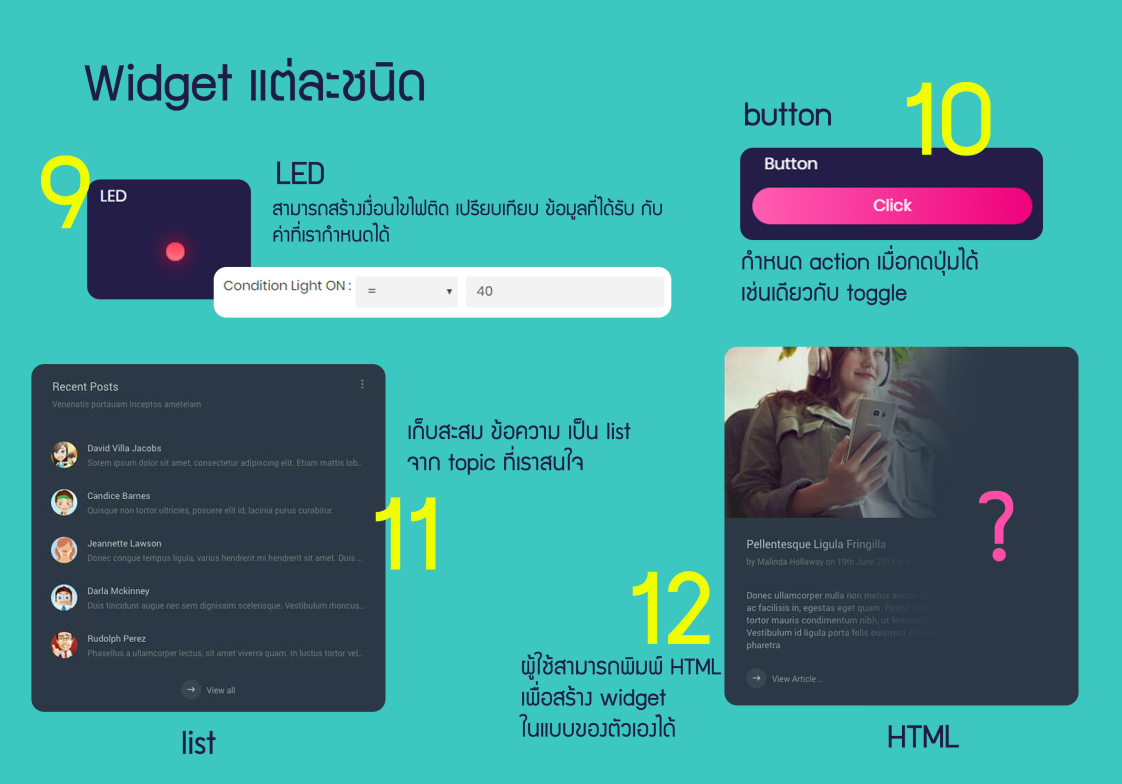 Widget แต่ละชนิด
9
LED
LED
สามารถสร้างเงื่อนไขไฟติด เปรียบเทียบ ข้อมูลที่ได้รับ กับ
ค่าที่เรากำหนดได้
Condition Light ON :
=
40
button
10
Button
Click
กำหนด action เมื่อกดปุ่มได้
เช่นเดียวกับ toggle
Recent Posts
Venenatis portauam Inceptos ameteiam
David Villa Jacobs
Sorem ipsum dolor sit amet, consectetur adipiscing elit. Etiam mattis lob...
Candice Barnes
Quisque non tortor ultricies, posuere elit id, lacinia purus curabitur.
Jeannette Lawson
Donec congue tempus ligula, varius hendrerit mi hendrerit sit amet. Duis ...
Darla Mckinney
Duis tincidunt augue nec sem dignissim scelerisque. Vestibulum rhoncus...
Rudolph Perez
Phasellus a ullamcorper lectus, sit amet viverra quam. In luctus tortor vel...
View all
list
11
เก็บสะสม ข้อความ เป็น list
จาก topic ที่เราสนใจ
12
ผู้ใช้สามารถพิมพ์ HTML
เพื่อสร้าง widget
ในแบบของตัวเองได้
?
Pellentesque Ligula Fringilla
by Malinda Hollaway on 19th June 2015
Donec ullamcorper nulla non metus auctor
ac facilisis in, egestas eget quam. Fusce
tortor mauris condimentum nibh, ut
Vestibulum id ligula porta felis euismod
pharetra
View Article...
HTML